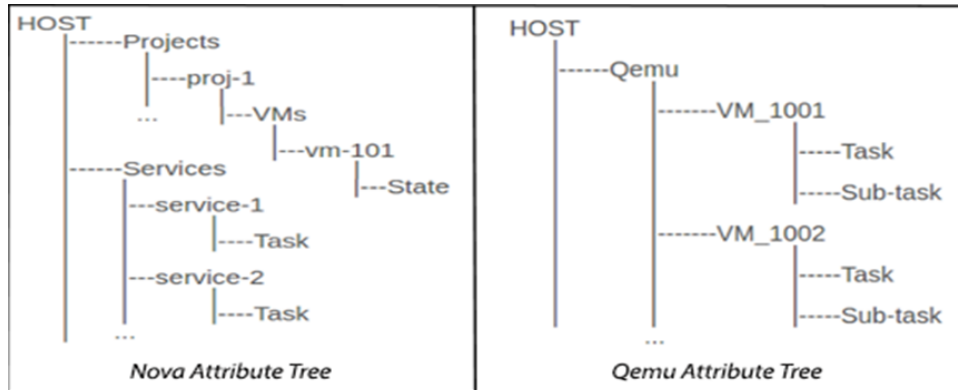 HOST
------Projects
----proj-1
---VMs
---vm-101
---State
...
------Services
---service-1
----Task
---service-2
----Task
...
Nova Attribute Tree
HOST
------Qemu
-------VM_1001
-----Task
-----Sub-task
-------VM_1002
-----Task
-----Sub-task
...
Qemu Attribute Tree